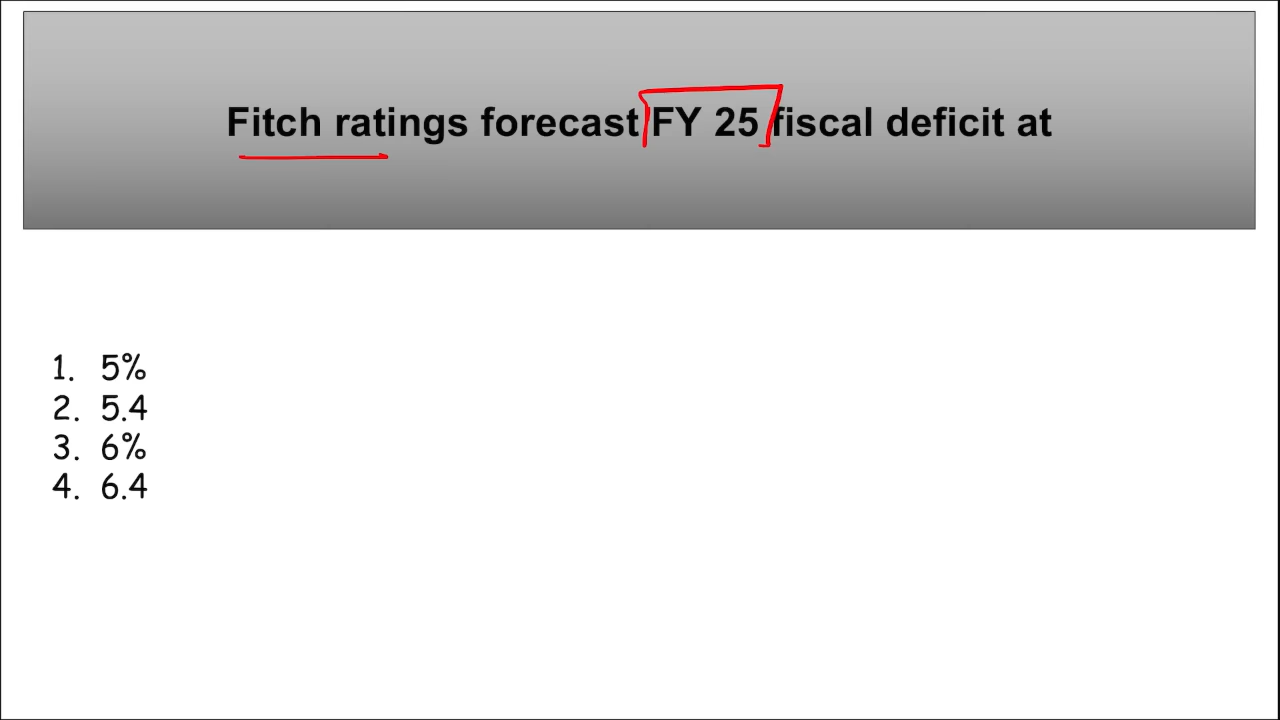 Fitch ratings forecast FY 25 fiscal deficit at
1. 5%
2. 5.4
3. 6%
4. 6.4